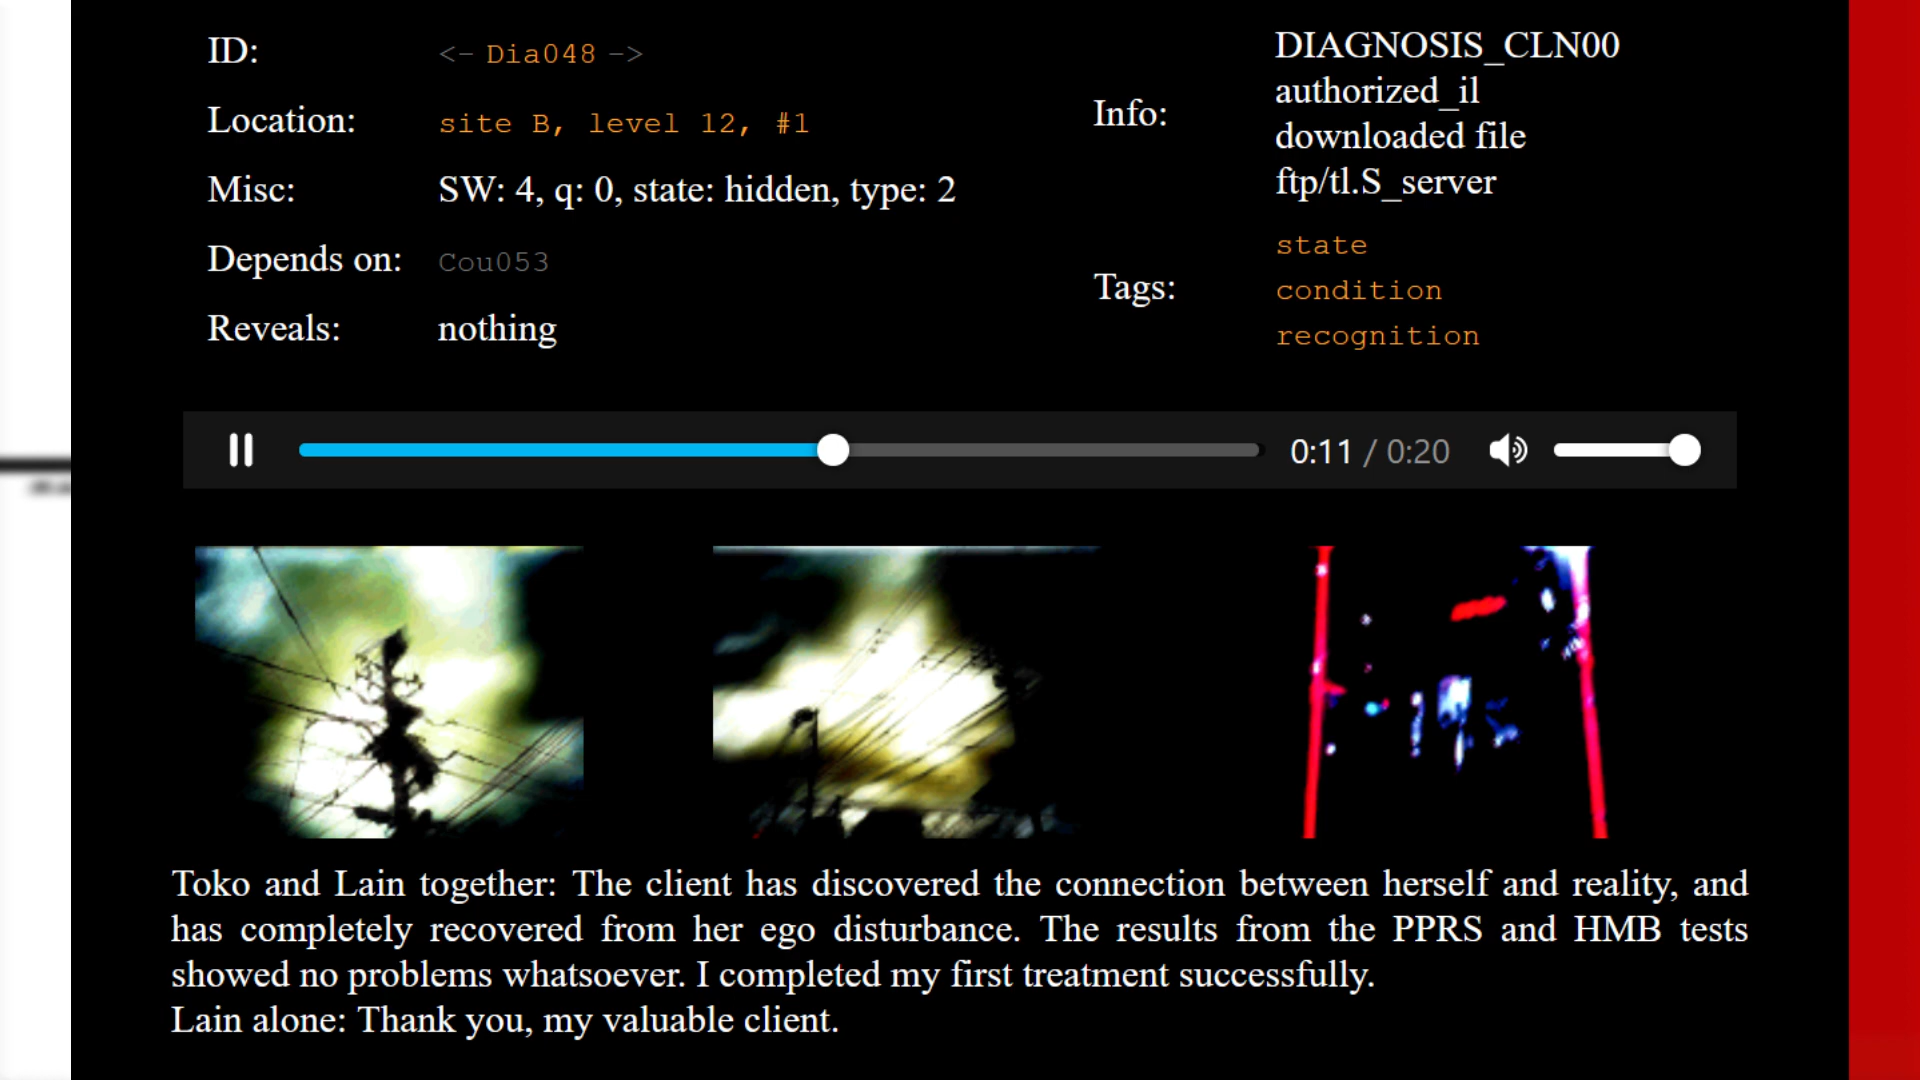 ID: <- Dia048 ->
Location: site B, level 12, #1
Misc: SW: 4, q: 0, state: hidden, type: 2
Depends on: Cou053
Reveals: nothing
Info: DIAGNOSIS_CLN00
authorized_il
downloaded file
ftp/tl.S_server
Tags: state
condition
recognition
0:11 / 0:20
Toko and Lain together: The client has discovered the connection between herself and reality, and
has completely recovered from her ego disturbance. The results from the PPRS and HMB tests
showed no problems whatsoever. I completed my first treatment successfully.
Lain alone: Thank you, my valuable client.